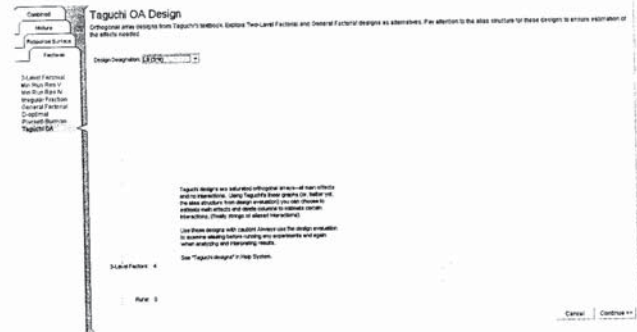 Combined
Mixture
Response Surface
Factorial
2-Level Factorial
Min Run Res V
Min Run Res IV
Irregular Fraction
General Factorial
D-optimal
Plackett-Burman
Taguchi OA
Taguchi OA Design
Orthogonal array designs from Taguchi's textbook. Explore Two-Level Factorial and General Factorial designs as alternatives. Pay attention to the alias structure for these designs to ensure estimation of
the effects needed.
Design Designation:
Taguchi designs are saturated orthogonal arrays--all main effects
and no interactions. Using Taguchi's linear graphs (or, better yet,
the alias structure from design evaluation) you can choose to
estimate main effects and delete columns to estimate certain
interactions, (really strings of aliased interactions).
Use these designs with caution! Always use the design evaluation
to examine aliasing before running any experiments and again
when analyzing and interpreting results.
See "Taguchi designs" in Help System.
3-Level Factors: 4
Runs: 9
Cancel
Continue >>